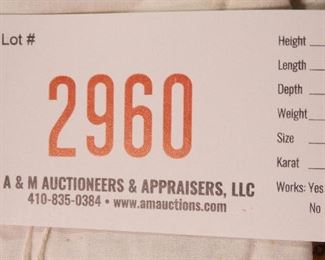 Lot #
2960
A & M AUCTIONEERS & APPRAISERS, LLC
410-835-0384 • www.amauctions.com
Height
Length
Depth
Weight
Size
Karat
Works: Yes
No